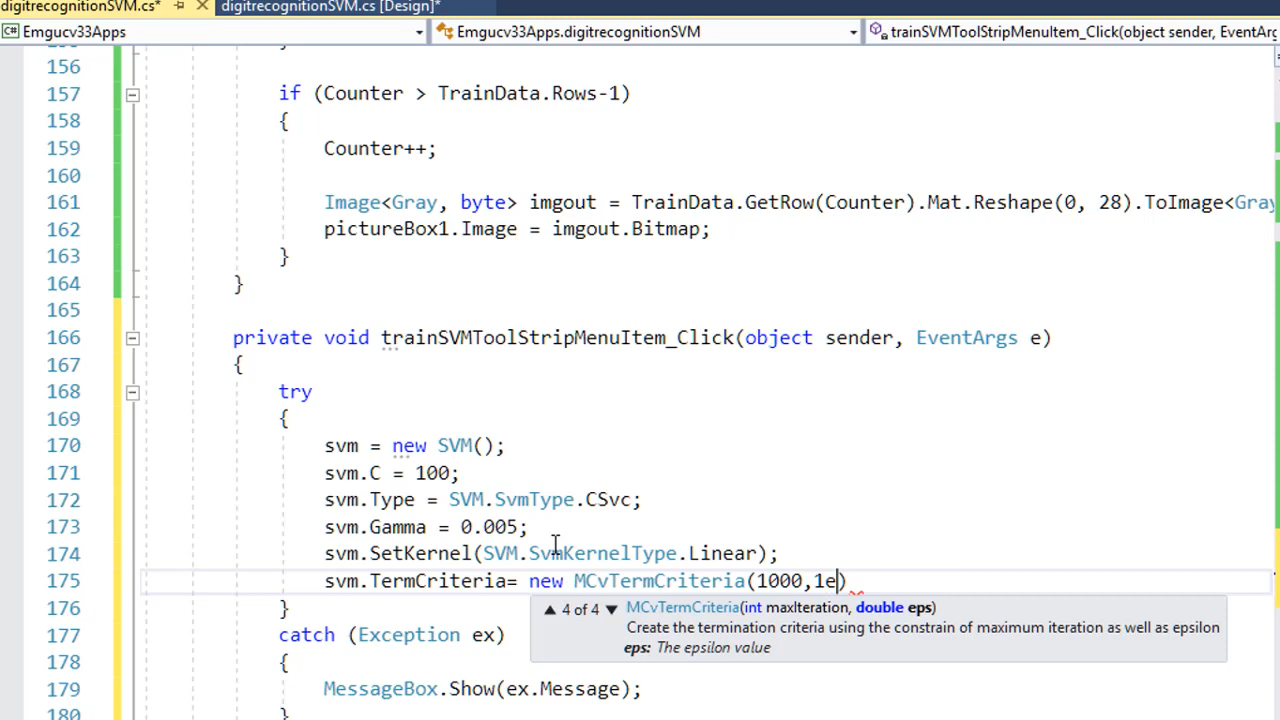 digitrecognitionSVM.cs* digitrecognitionSVM.cs [Design]*
C# Emgucv33Apps Emgucv33Apps.digitrecognitionSVM trainSVMToolStripMenuItem_Click(object sender, EventArg
156
157 if (Counter > TrainData.Rows-1)
158 {
159 Counter++;
160
161 Image<Gray, byte> imgout = TrainData.GetRow(Counter).Mat.Reshape(0, 28).ToImage<Gray
162 pictureBox1.Image = imgout.Bitmap;
163 }
164 }
165
166 private void trainSVMToolStripMenuItem_Click(object sender, EventArgs e)
167 {
168 try
169 {
170 svm = new SVM();
171 svm.C = 100;
172 svm.Type = SVM.SvmType.CSvc;
173 svm.Gamma = 0.005;
174 svm.SetKernel(SVM.SvmKernelType.Linear);
175 svm.TermCriteria= new MCvTermCriteria(1000,1e)
176 }
4 of 4 MCvTermCriteria(int maxIteration, double eps)
Create the termination criteria using the constrain of maximum iteration as well as epsilon
eps: The epsilon value
177 catch (Exception ex)
178 {
179 MessageBox.Show(ex.Message);
180 }